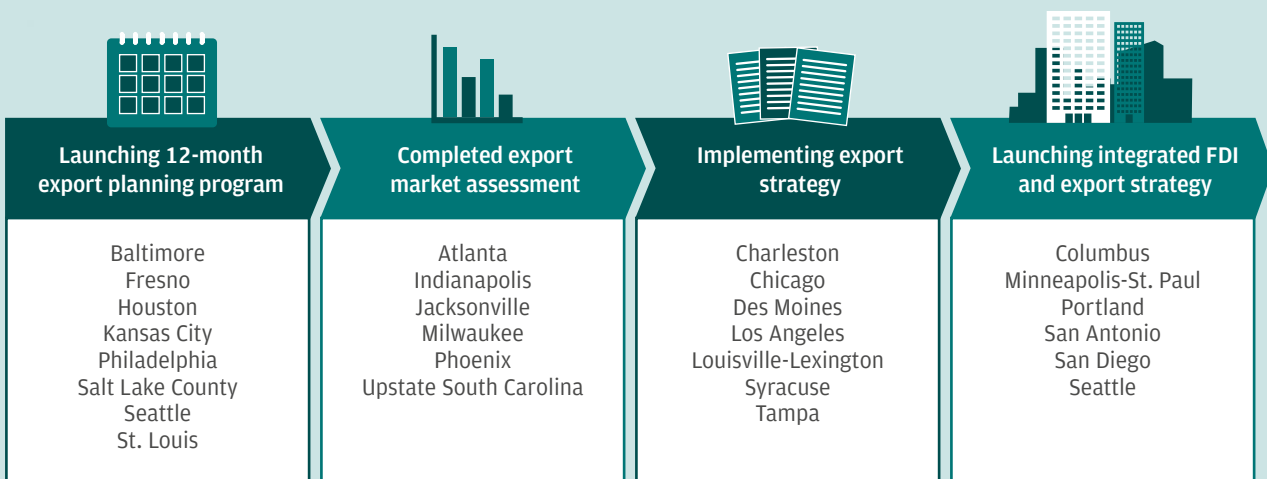 Launching 12-month
export planning program
Baltimore
Fresno
Houston
Kansas City
Philadelphia
Salt Lake County
Seattle
St. Louis
Completed export
market assessment
Atlanta
Indianapolis
Jacksonville
Milwaukee
Phoenix
Upstate South Carolina
Implementing export
strategy
Charleston
Chicago
Des Moines
Los Angeles
Louisville-Lexington
Syracuse
Tampa
Launching integrated FDI
and export strategy
Columbus
Minneapolis-St. Paul
Portland
San Antonio
San Diego
Seattle